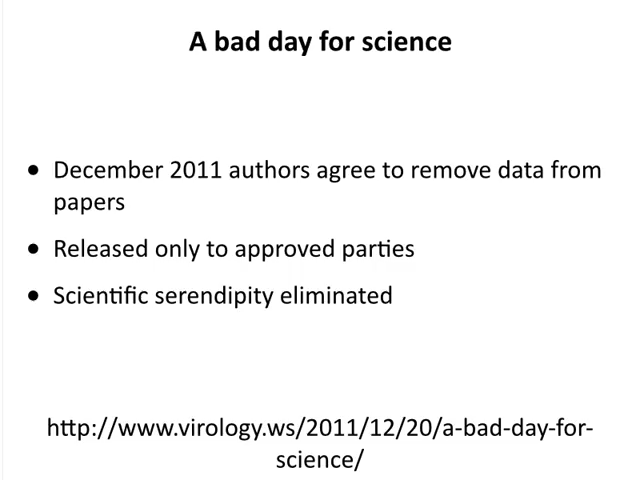 A bad day for science
• December 2011 authors agree to remove data from
papers
• Released only to approved parties
• Scientific serendipity eliminated
http://www.virology.ws/2011/12/20/a-bad-day-for-
science/